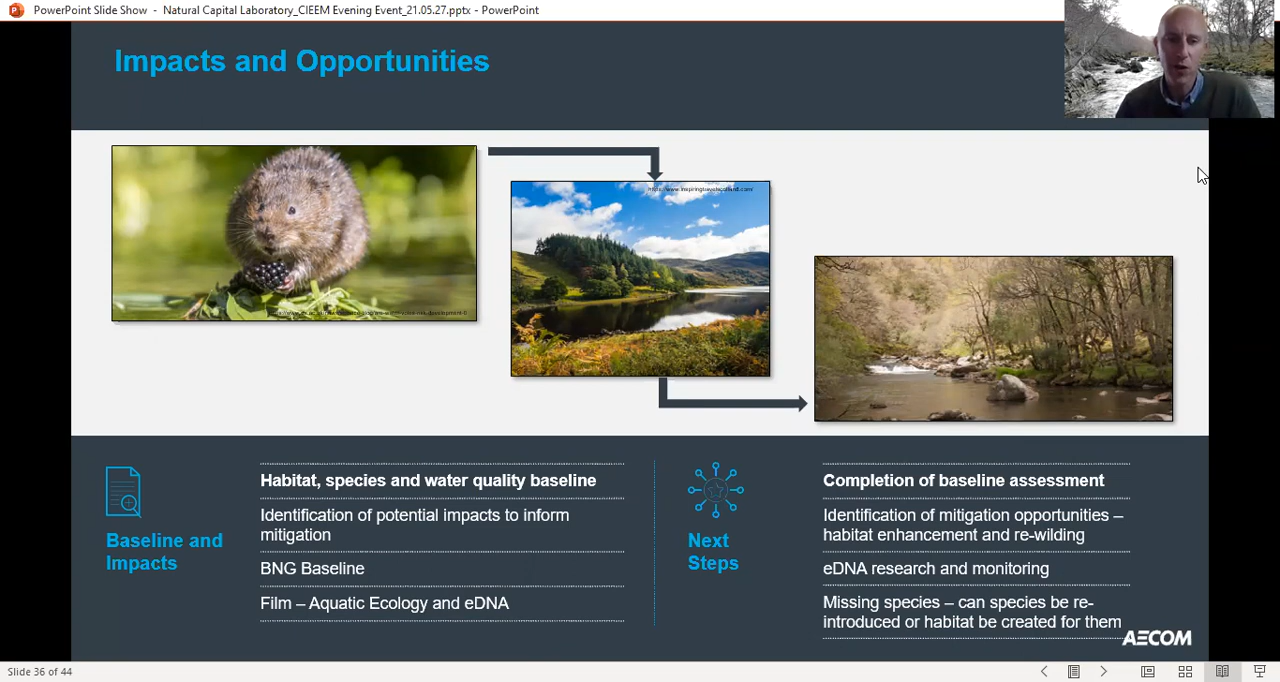 PowerPoint Slide Show - Natural Capital Laboratory_CIEEM Evening Event_21.05.27.pptx - PowerPoint
Impacts and Opportunities
Baseline and
Impacts
Habitat, species and water quality baseline
Identification of potential impacts to inform
mitigation
BNG Baseline
Film – Aquatic Ecology and eDNA
Next
Steps
Completion of baseline assessment
Identification of mitigation opportunities –
habitat enhancement and re-wilding
eDNA research and monitoring
Missing species – can species be re-
introduced or habitat be created for them
AECOM
Slide 36 of 44